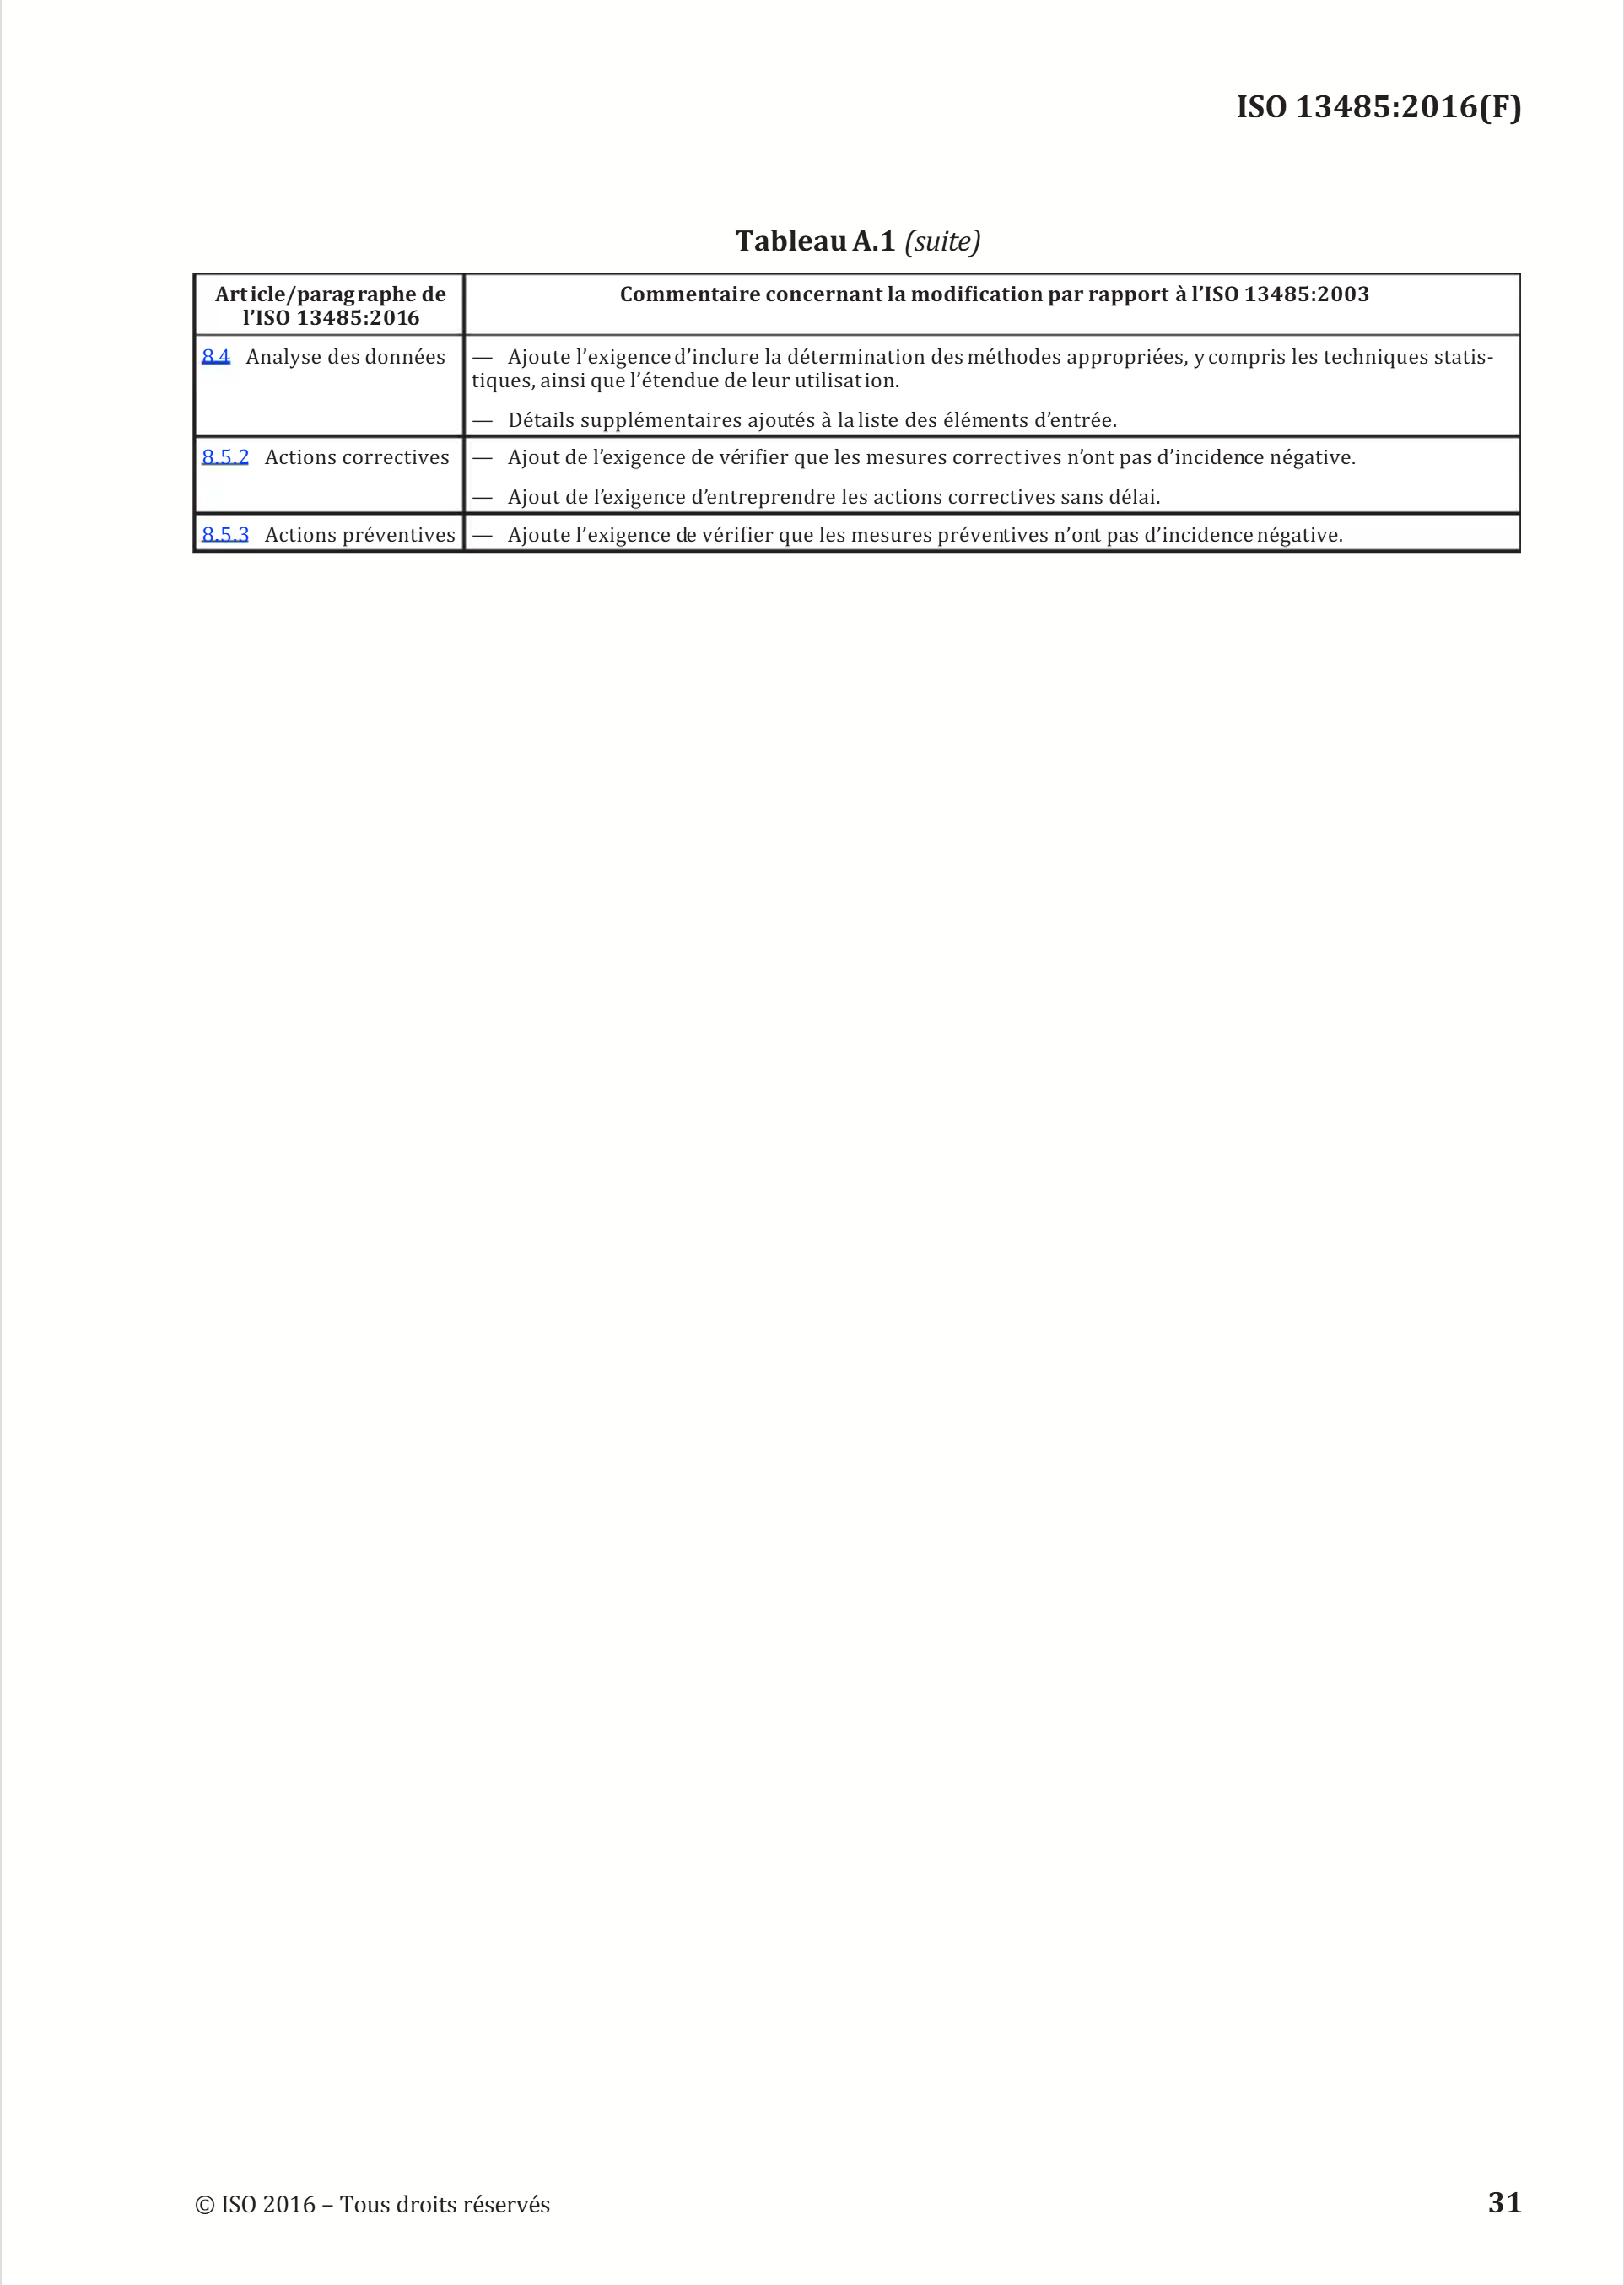 ISO 13485:2016(F)
Tableau A.1 (suite)
Article/paragraphe de
l’ISO 13485:2016
Commentaire concernant la modification par rapport à l’ISO 13485:2003
8.4 Analyse des données
— Ajoute l’exigence d’inclure la détermination des méthodes appropriées, y compris les techniques statis-
tiques, ainsi que l’étendue de leur utilisation.
— Détails supplémentaires ajoutés à la liste des éléments d’entrée.
8.5.2 Actions correctives
— Ajout de l’exigence de vérifier que les mesures correctives n’ont pas d’incidence négative.
— Ajout de l’exigence d’entreprendre les actions correctives sans délai.
8.5.3 Actions préventives
— Ajoute l’exigence de vérifier que les mesures préventives n’ont pas d’incidence négative.
© ISO 2016 – Tous droits réservés
31